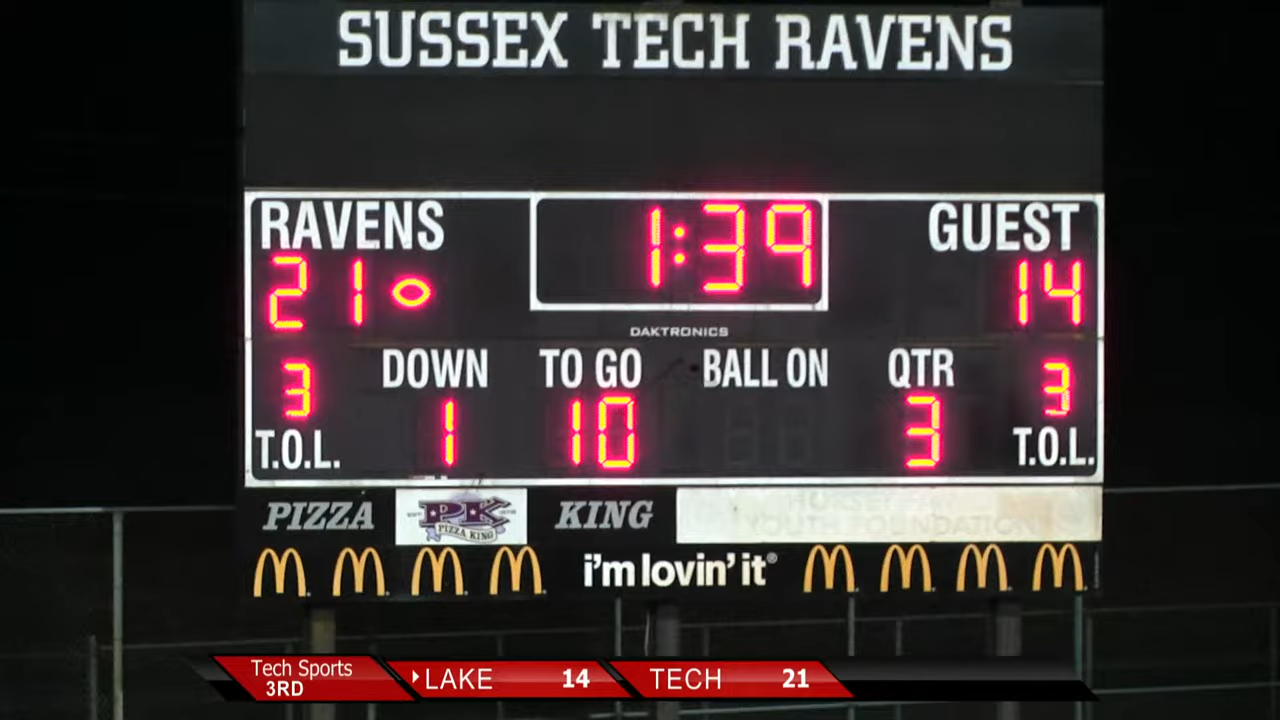 SUSSEX TECH RAVENS
RAVENS 1:39 GUEST
21 14
DAKTRONICS
DOWN TO GO BALL ON QTR
3 1 10 3 3
T.O.L. T.O.L.
PIZZA PK KING
PIZZA KING
i'm lovin' it®
Tech Sports
3RD
LAKE 14 TECH 21